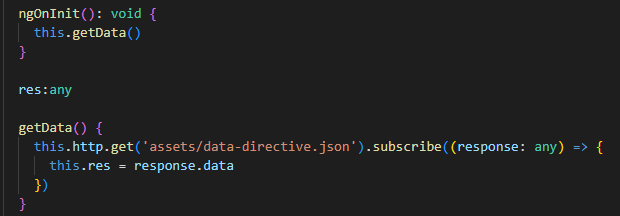 ngOnInit(): void {
this.getData()
}
res:any
getData() {
this.http.get('assets/data-directive.json').subscribe((response: any) => {
this.res = response.data
})
}